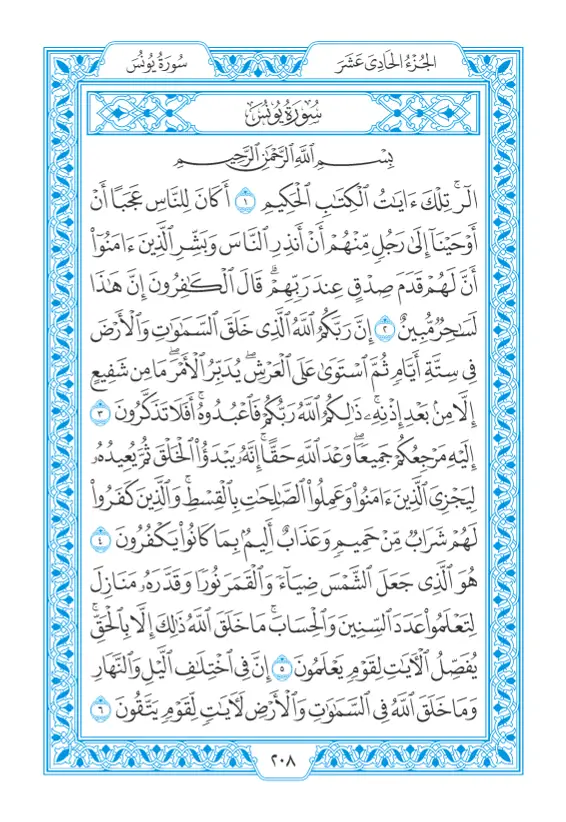 الجُزْءُ الحَادِى عَشَرَ
سُورَةُ يُونُسَ
سُورَةُ يُونُسَ
بِسْمِ ٱللَّهِ ٱلرَّحْمَٰنِ ٱلرَّحِيمِ
الٓرۚ تِلْكَ ءَايَٰتُ ٱلْكِتَٰبِ ٱلْحَكِيمِ ١ أَكَانَ لِلنَّاسِ عَجَبًا أَنْ
أَوْحَيْنَآ إِلَىٰ رَجُلٍ مِّنْهُمْ أَنْ أَنذِرِ ٱلنَّاسَ وَبَشِّرِ ٱلَّذِينَ ءَامَنُوٓا۟
أَنَّ لَهُمْ قَدَمَ صِدْقٍ عِندَ رَبِّهِمْۗ قَالَ ٱلْكَٰفِرُونَ إِنَّ هَٰذَا
لَسَٰحِرٌ مُّبِينٌ ٢ إِنَّ رَبَّكُمُ ٱللَّهُ ٱلَّذِى خَلَقَ ٱلسَّمَٰوَٰتِ وَٱلْأَرْضَ
فِى سِتَّةِ أَيَّامٍ ثُمَّ ٱسْتَوَىٰ عَلَى ٱلْعَرْشِۖ يُدَبِّرُ ٱلْأَمْرَۖ مَا مِن شَفِيعٍ
إِلَّا مِنۢ بَعْدِ إِذْنِهِۦۚ ذَٰلِكُمُ ٱللَّهُ رَبُّكُمْ فَٱعْبُدُوهُۚ أَفَلَا تَذَكَّرُونَ ٣
إِلَيْهِ مَرْجِعُكُمْ جَمِيعًاۖ وَعْدَ ٱللَّهِ حَقًّاۚ إِنَّهُۥ يَبْدَؤُا۟ ٱلْخَلْقَ ثُمَّ يُعِيدُهُۥ
لِيَجْزِىَ ٱلَّذِينَ ءَامَنُوا۟ وَعَمِلُوا۟ ٱلصَّٰلِحَٰتِ بِٱلْقِسْطِۚ وَٱلَّذِينَ كَفَرُوا۟
لَهُمْ شَرَابٌ مِّنْ حَمِيمٍ وَعَذَابٌ أَلِيمٌۢ بِمَا كَانُوا۟ يَكْفُرُونَ ٤
هُوَ ٱلَّذِى جَعَلَ ٱلشَّمْسَ ضِيَآءً وَٱلْقَمَرَ نُورًا وَقَدَّرَهُۥ مَنَازِلَ
لِتَعْلَمُوا۟ عَدَدَ ٱلسِّنِينَ وَٱلْحِسَابَۚ مَا خَلَقَ ٱللَّهُ ذَٰلِكَ إِلَّا بِٱلْحَقِّۚ
يُفَصِّلُ ٱلْـَٔايَٰتِ لِقَوْمٍ يَعْلَمُونَ ٥ إِنَّ فِى ٱخْتِلَٰفِ ٱلَّيْلِ وَٱلنَّهَارِ
وَمَا خَلَقَ ٱللَّهُ فِى ٱلسَّمَٰوَٰتِ وَٱلْأَرْضِ لَـَٔايَٰتٍ لِّقَوْمٍ يَتَّقُونَ ٦
٢٠٨